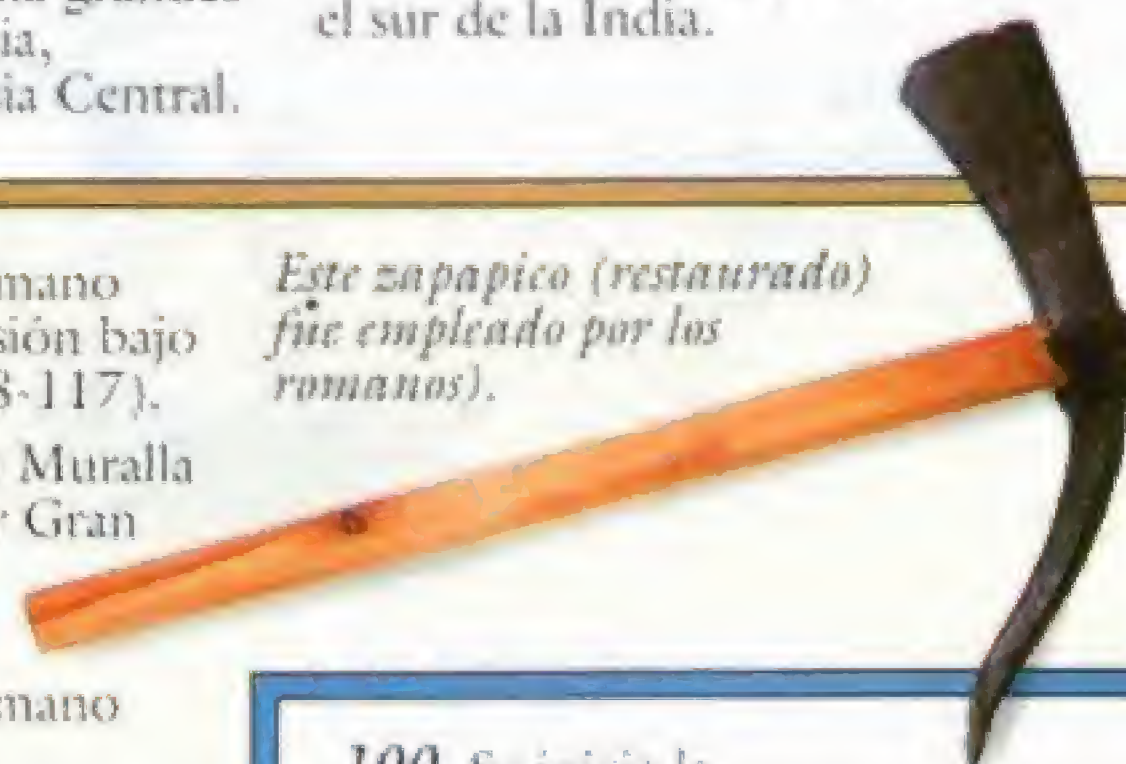 ia,
ia Central.
el sur de la India.
mano
sión bajo
8-117).
Muralla
Gran
mano
Este zapapico (restaurado)
fue empleado por los
romanos).
100